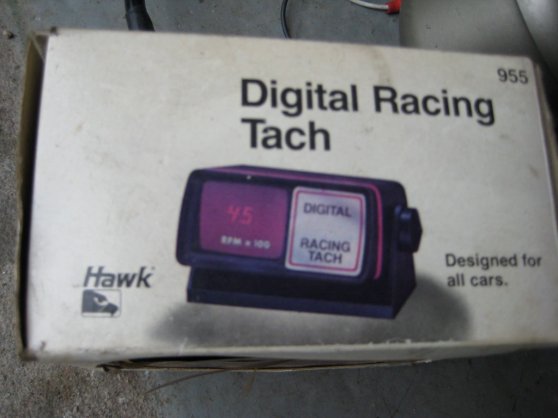 955
Digital Racing
Tach
45
RPM x 100
DIGITAL
RACING
TACH
Hawk
Designed for
all cars.